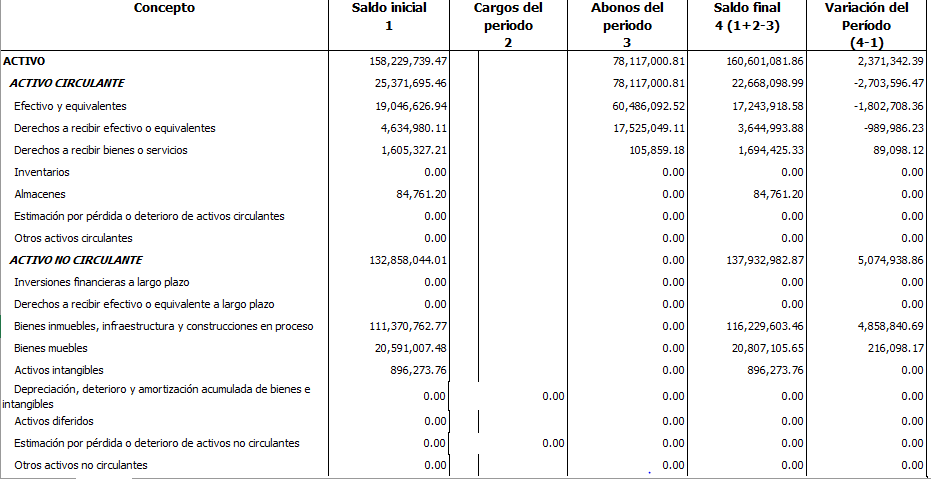 Concepto Saldo inicial Cargos del Abonos del Saldo final Variación del
1 periodo periodo 4 (1+2-3) Período
2 3 (4-1)
ACTIVO 158,229,739.47 78,117,000.81 160,601,081.86 2,371,342.39
ACTIVO CIRCULANTE 25,371,695.46 78,117,000.81 22,668,098.99 -2,703,596.47
Efectivo y equivalentes 19,046,626.94 60,486,092.52 17,243,918.58 -1,802,708.36
Derechos a recibir efectivo o equivalentes 4,634,980.11 17,525,049.11 3,644,993.88 -989,986.23
Derechos a recibir bienes o servicios 1,605,327.21 105,859.18 1,694,425.33 89,098.12
Inventarios 0.00 0.00 0.00 0.00
Almacenes 84,761.20 0.00 84,761.20 0.00
Estimación por pérdida o deterioro de activos circulantes 0.00 0.00 0.00 0.00
Otros activos circulantes 0.00 0.00 0.00 0.00
ACTIVO NO CIRCULANTE 132,858,044.01 0.00 137,932,982.87 5,074,938.86
Inversiones financieras a largo plazo 0.00 0.00 0.00 0.00
Derechos a recibir efectivo o equivalente a largo plazo 0.00 0.00 0.00 0.00
Bienes inmuebles, infraestructura y construcciones en proceso 111,370,762.77 0.00 116,229,603.46 4,858,840.69
Bienes muebles 20,591,007.48 0.00 20,807,105.65 216,098.17
Activos intangibles 896,273.76 0.00 896,273.76 0.00
Depreciación, deterioro y amortización acumulada de bienes e
intangibles 0.00 0.00 0.00 0.00 0.00
Activos diferidos 0.00 0.00 0.00 0.00
Estimación por pérdida o deterioro de activos no circulantes 0.00 0.00 0.00 0.00 0.00
Otros activos no circulantes 0.00 0.00 0.00 0.00